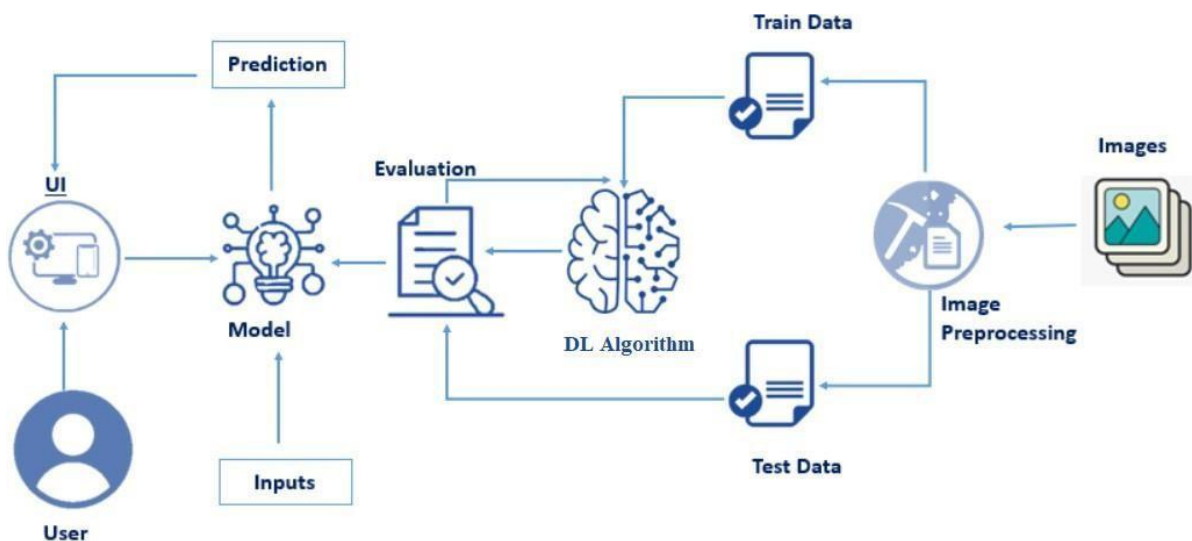 Train Data
Prediction
Images
Evaluation
UI
Model
Image
Preprocessing
DL Algorithm
Inputs
Test Data
User